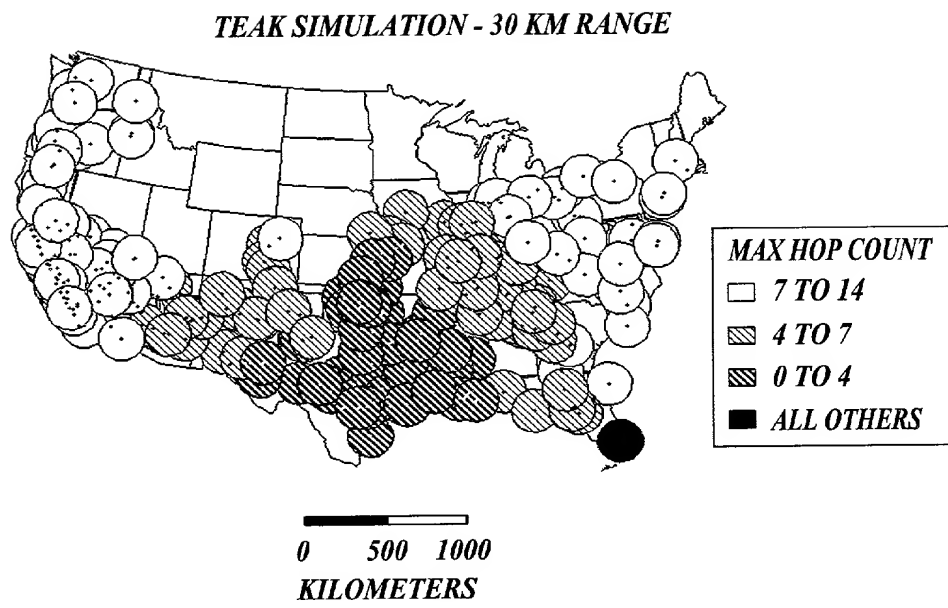 TEAK SIMULATION - 30 KM RANGE
MAX HOP COUNT
7 TO 14
4 TO 7
0 TO 4
ALL OTHERS
0 500 1000
KILOMETERS